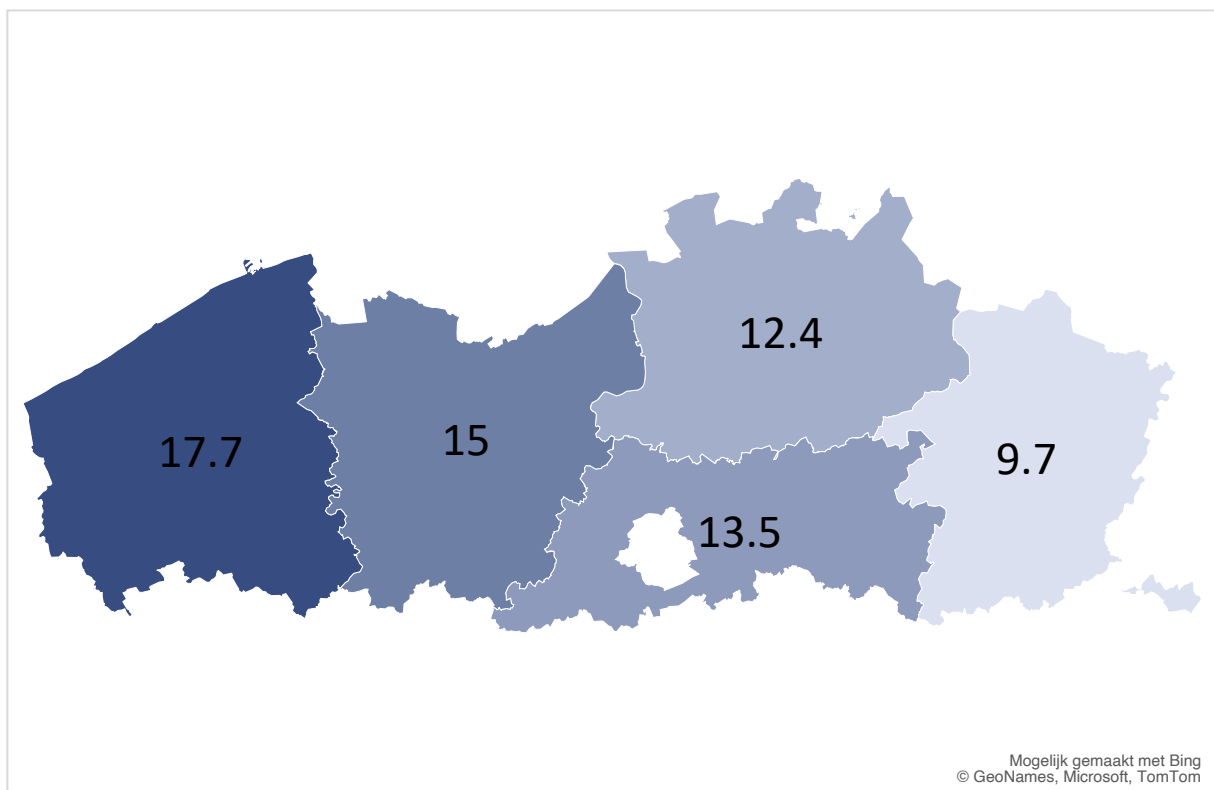 12.4
17.7
15
9.7
13.5
Mogelijk gemaakt met Bing
© GeoNames, Microsoft, TomTom